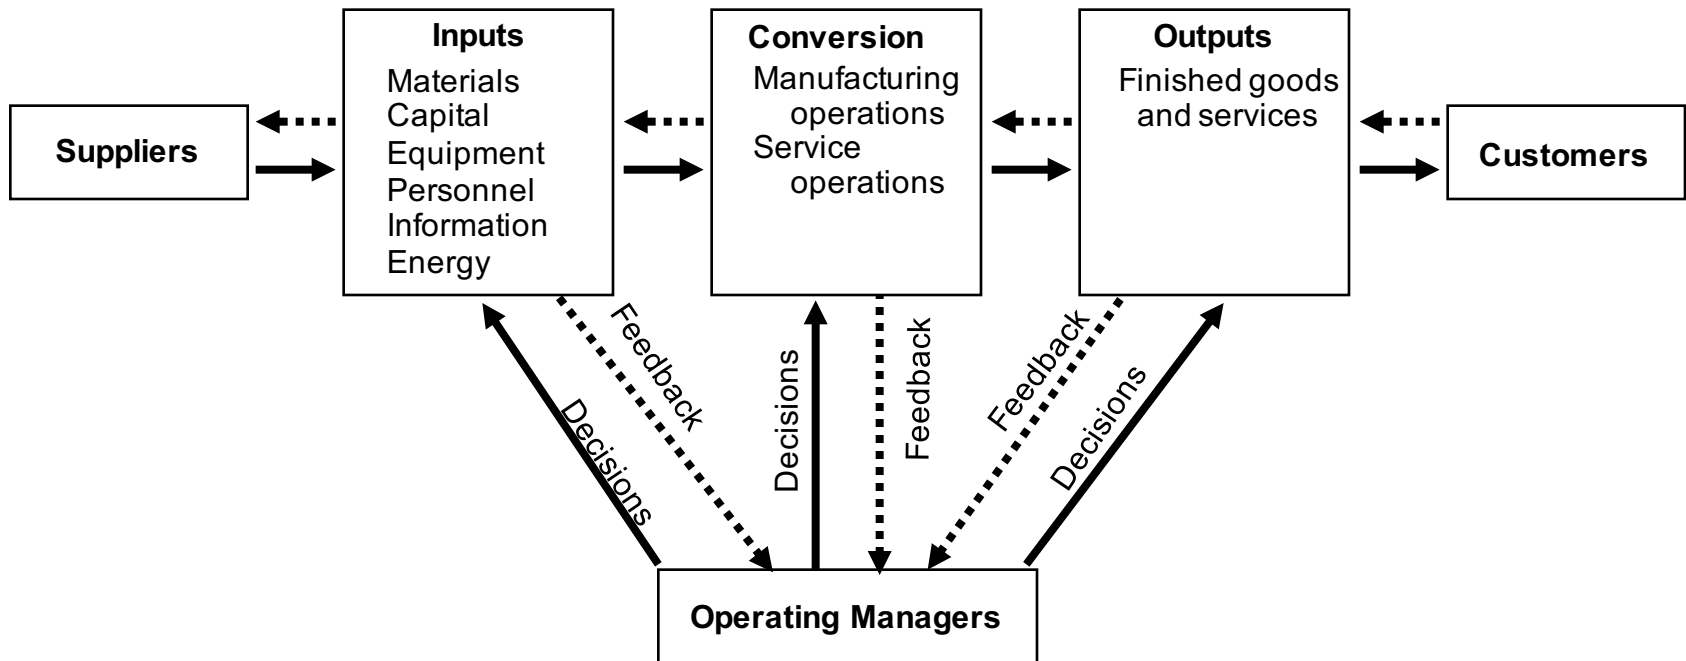 Suppliers
Inputs
Materials
Capital
Equipment
Personnel
Information
Energy
Conversion
Manufacturing
operations
Service
operations
Outputs
Finished goods
and services
Customers
Decisions
Feedback
Decisions
Feedback
Feedback
Decisions
Operating Managers